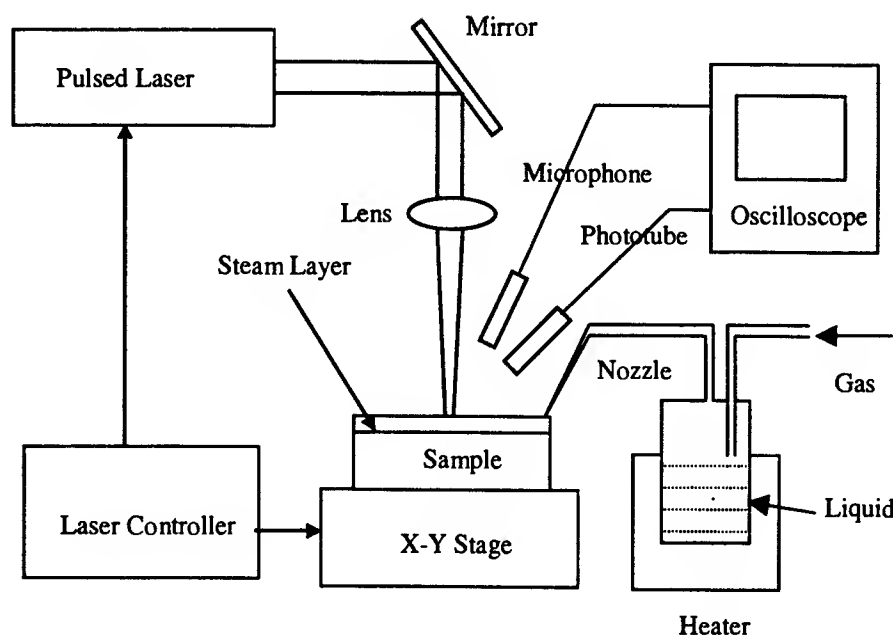 Mirror
Pulsed Laser
Microphone
Oscilloscope
Lens
Phototube
Steam Layer
Nozzle
Gas
Sample
Laser Controller
X-Y Stage
Liquid
Heater